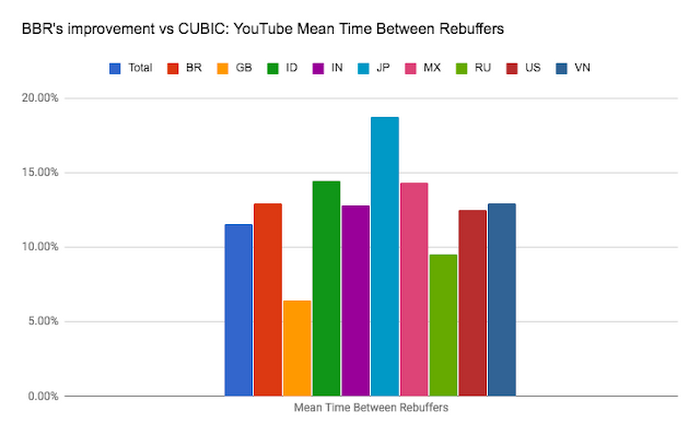 BBR's improvement vs CUBIC: YouTube Mean Time Between Rebuffers
Total BR GB ID IN JP MX RU US VN
20.00%
15.00%
10.00%
5.00%
0.00%
Mean Time Between Rebuffers